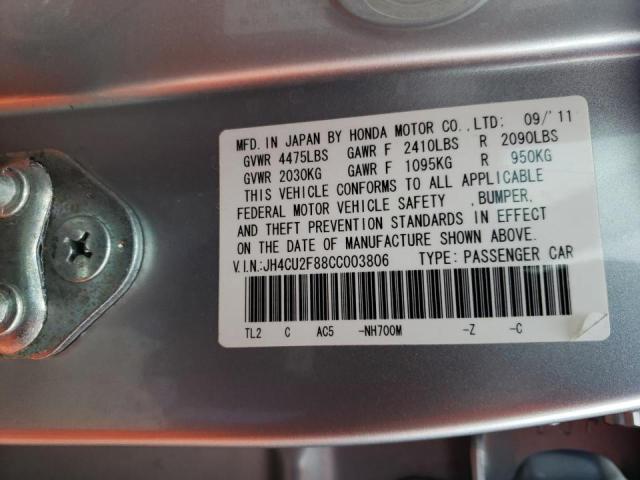 MFD. IN JAPAN BY HONDA MOTOR CO., LTD: 09/'11
GVWR 4475LBS GAWR F 2410LBS R 2090LBS
GVWR 2030KG GAWR F 1095KG R 950KG
THIS VEHICLE CONFORMS TO ALL APPLICABLE
FEDERAL MOTOR VEHICLE SAFETY ,BUMPER,
AND THEFT PREVENTION STANDARDS IN EFFECT
ON THE DATE OF MANUFACTURE SHOWN ABOVE.
V.I.N.:JH4CU2F88CC003806 TYPE: PASSENGER CAR
TL2 C AC5 -NH700M -Z -C